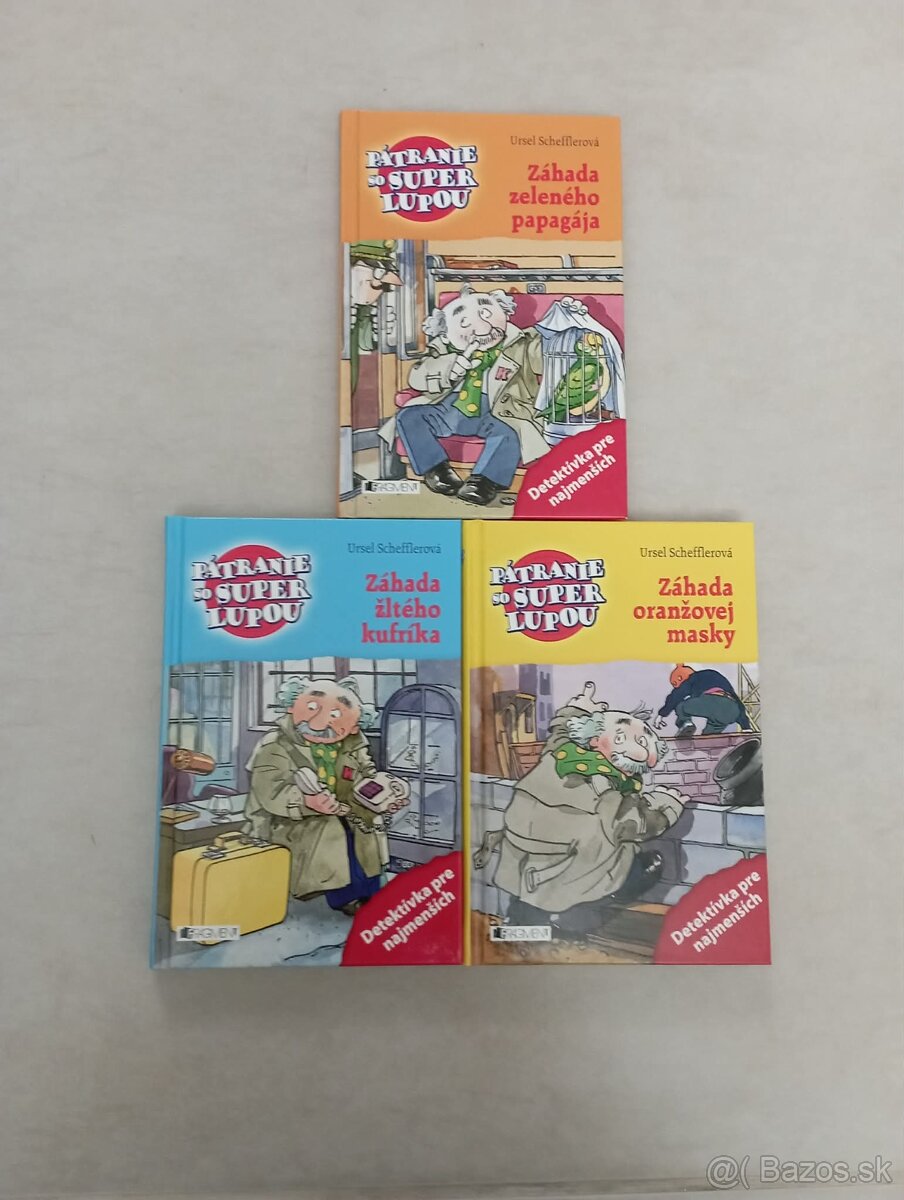 PÁTRANIE
so SUPER
LUPOU
Ursel Schefflerová
Záhada
zeleného
papagája
K
FRAGMENT
Detektívka pre
najmenších
PÁTRANIE
so SUPER
LUPOU
Ursel Schefflerová
Záhada
žltého
kufríka
K
FRAGMENT
Detektívka pre
najmenších
PÁTRANIE
so SUPER
LUPOU
Ursel Schefflerová
Záhada
oranžovej
masky
FRAGMENT
Detektívka pre
najmenších
@( Bazos.sk